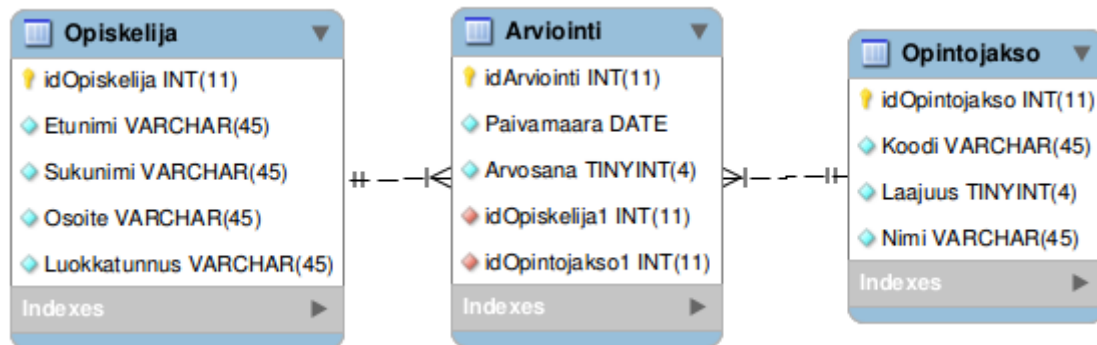 Opiskelija
idOpiskelija INT(11)
Etunimi VARCHAR(45)
Sukunimi VARCHAR(45)
Osoite VARCHAR(45)
Luokkatunnus VARCHAR(45)
Indexes
Arviointi
idArviointi INT(11)
Paivamaara DATE
Arvosana TINYINT(4)
idOpiskelija1 INT(11)
idOpintojakso1 INT(11)
Indexes
Opintojakso
idOpintojakso INT(11)
Koodi VARCHAR(45)
Laajuus TINYINT(4)
Nimi VARCHAR(45)
Indexes